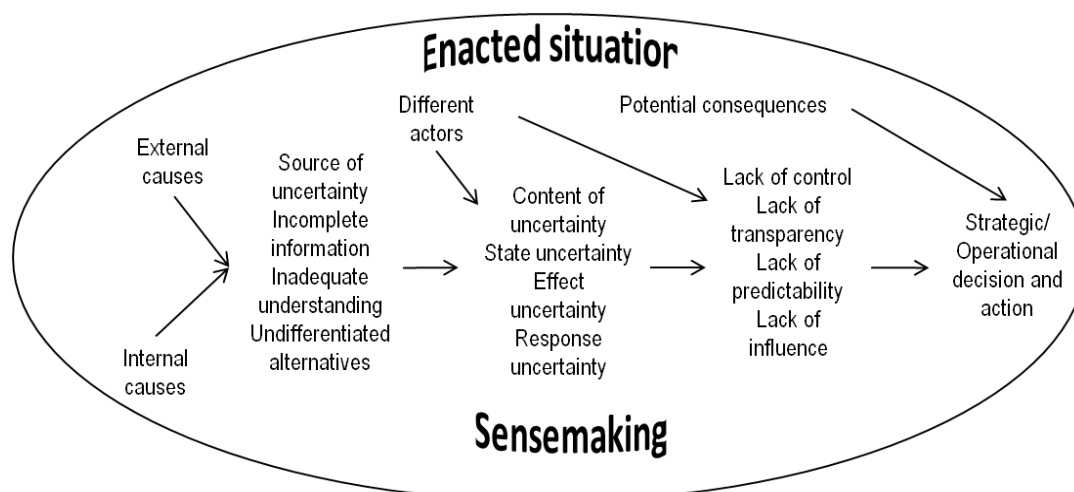 Enacted situation
Different
actors
Potential consequences
External
causes
Source of
uncertainty
Incomplete
information
Inadequate
understanding
Undifferentiated
alternatives
Content of
uncertainty
State uncertainty
Effect
uncertainty
Response
uncertainty
Lack of control
Lack of
transparency
Lack of
predictability
Lack of
influence
Strategic/
Operational
decision and
action
Internal
causes
Sensemaking